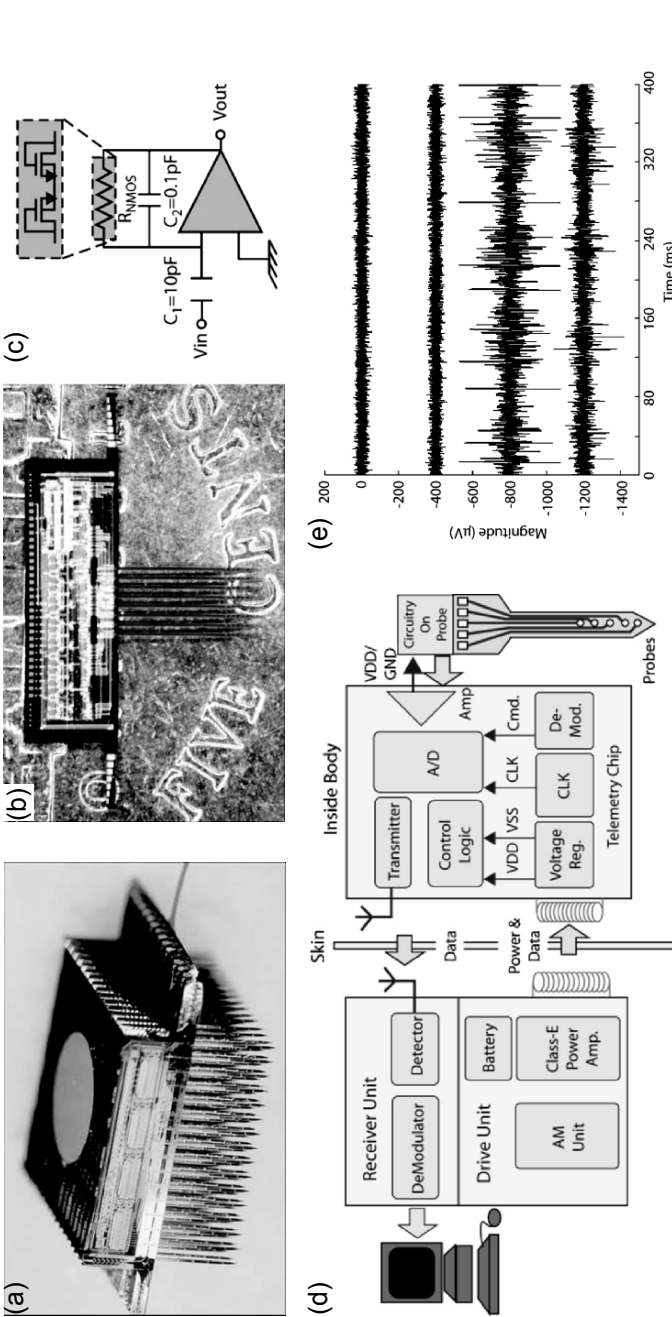 (a)
(b)
FIVE
CENTS
(c)
Vin
C₁=10pF
R_NMOS
C₂=0.1pF
Vout
(d)
Receiver Unit
DeModulator
Detector
Drive Unit
AM
Unit
Battery
Class-E
Power
Amp.
Skin
Data
Power &
Data
Inside Body
Transmitter
Control
Logic
A/D
Amp
VDD
VSS
CLK
Cmd.
Voltage
Reg.
CLK
De-
Mod.
Telemetry Chip
VDD/
GND
Circuitry
On
Probe
Probes
(e)
Magnitude (µV)
200
0
-200
-400
-600
-800
-1000
-1200
-1400
0
80
160
240
320
400
Time (ms)